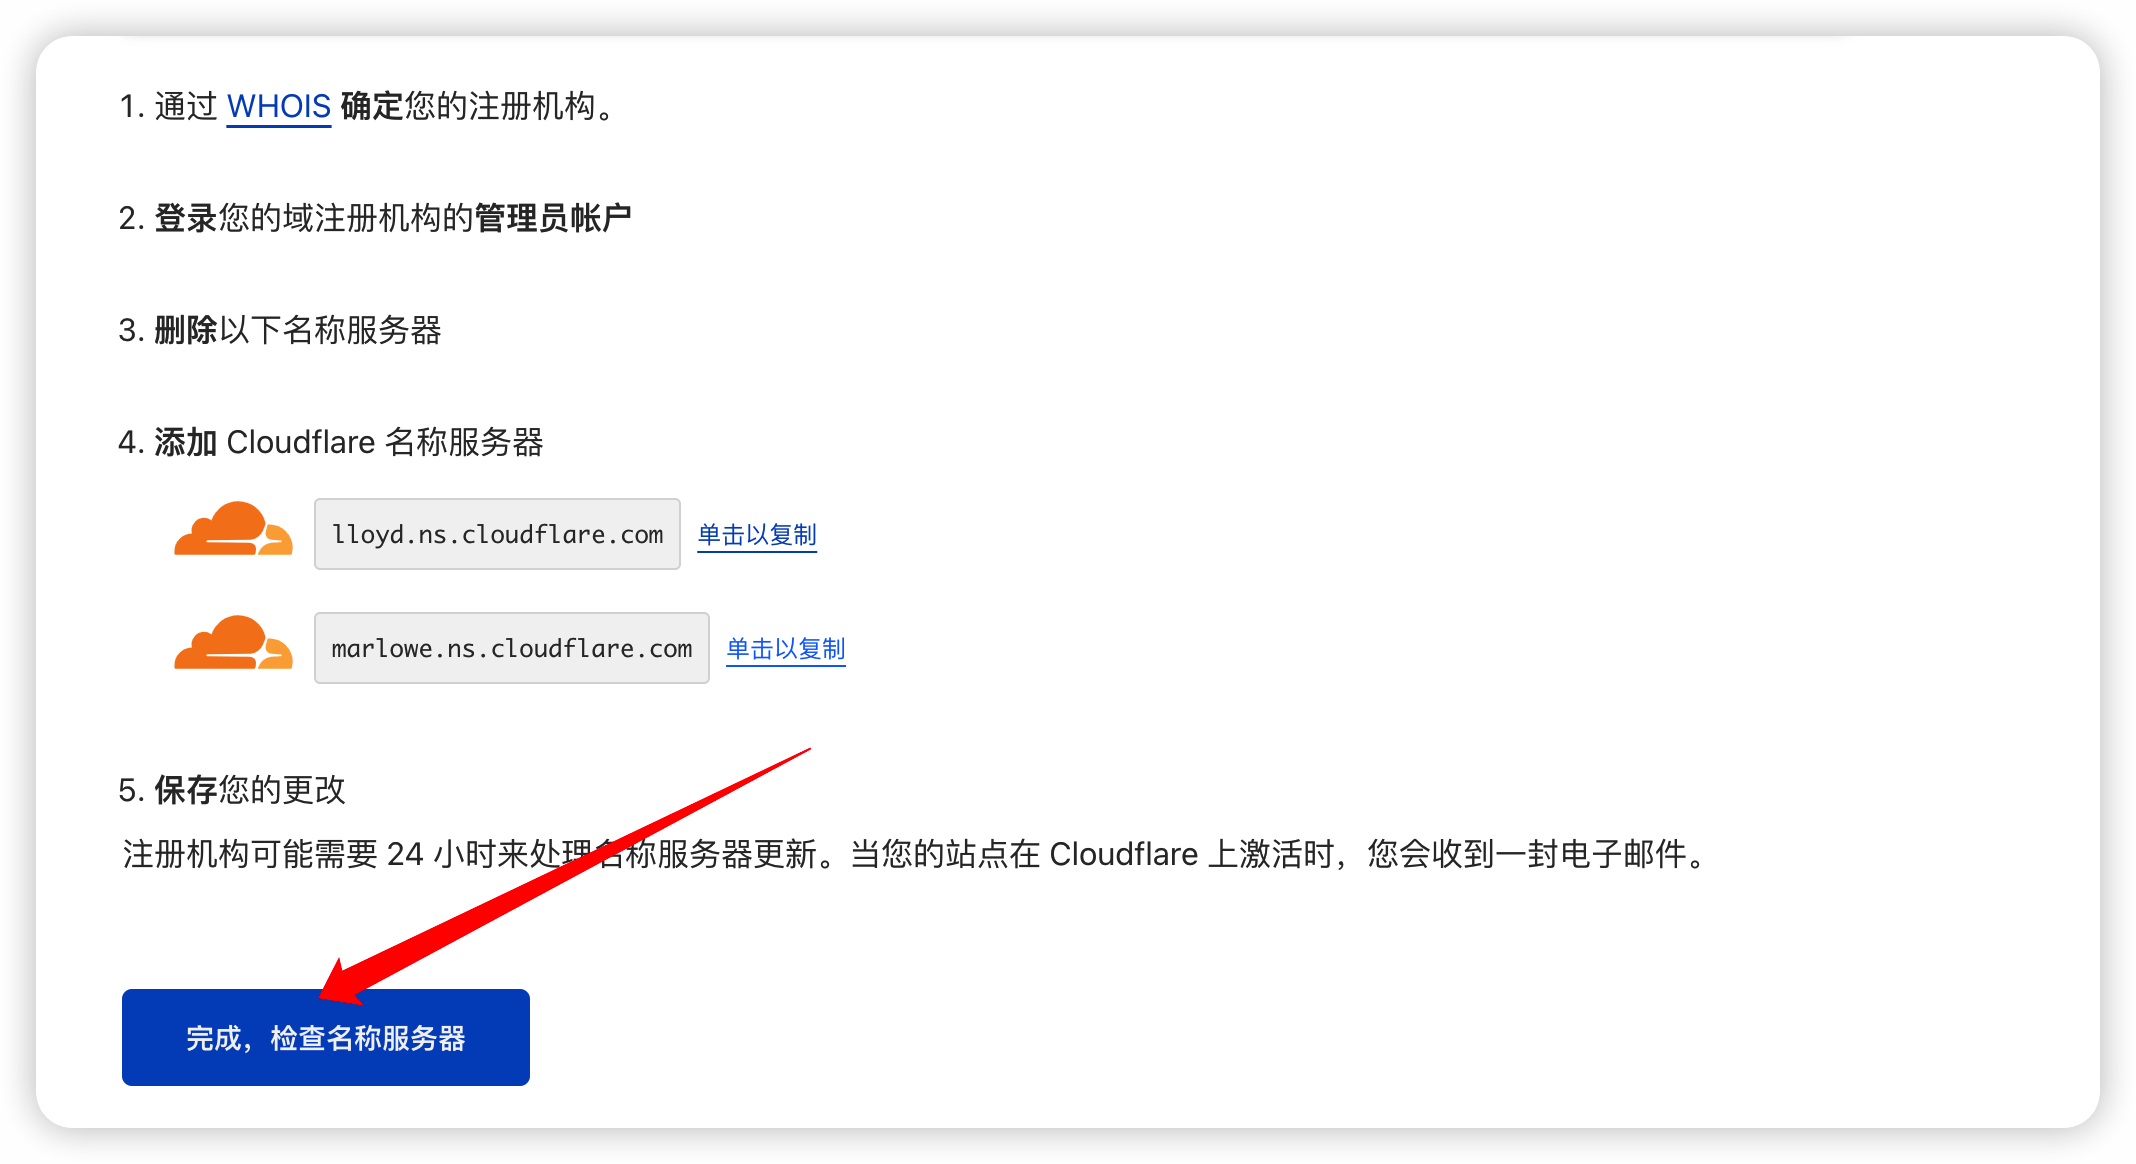 1. 通过 WHOIS 确定您的注册机构。
2. 登录您的域注册机构的管理员帐户
3. 删除以下名称服务器
4. 添加 Cloudflare 名称服务器
lloyd.ns.cloudflare.com 单击以复制
marlowe.ns.cloudflare.com 单击以复制
5. 保存您的更改
注册机构可能需要 24 小时来处理名称服务器更新。当您的站点在 Cloudflare 上激活时，您会收到一封电子邮件。
完成，检查名称服务器